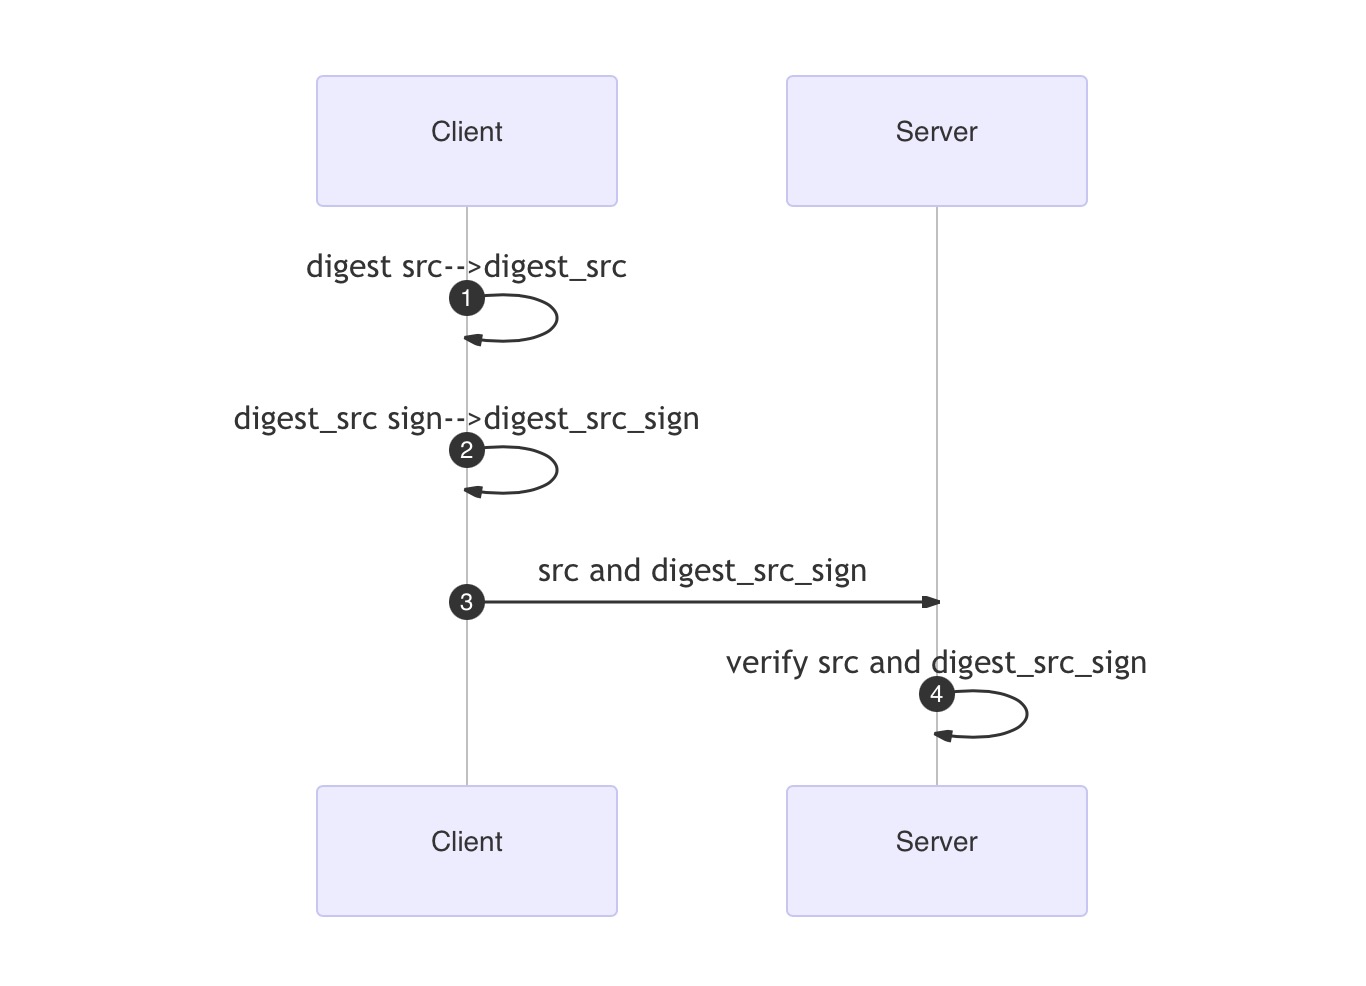 Client
Server
digest src-->digest_src
1
digest_src sign-->digest_src_sign
2
src and digest_src_sign
3
verify src and digest_src_sign
4
Client
Server